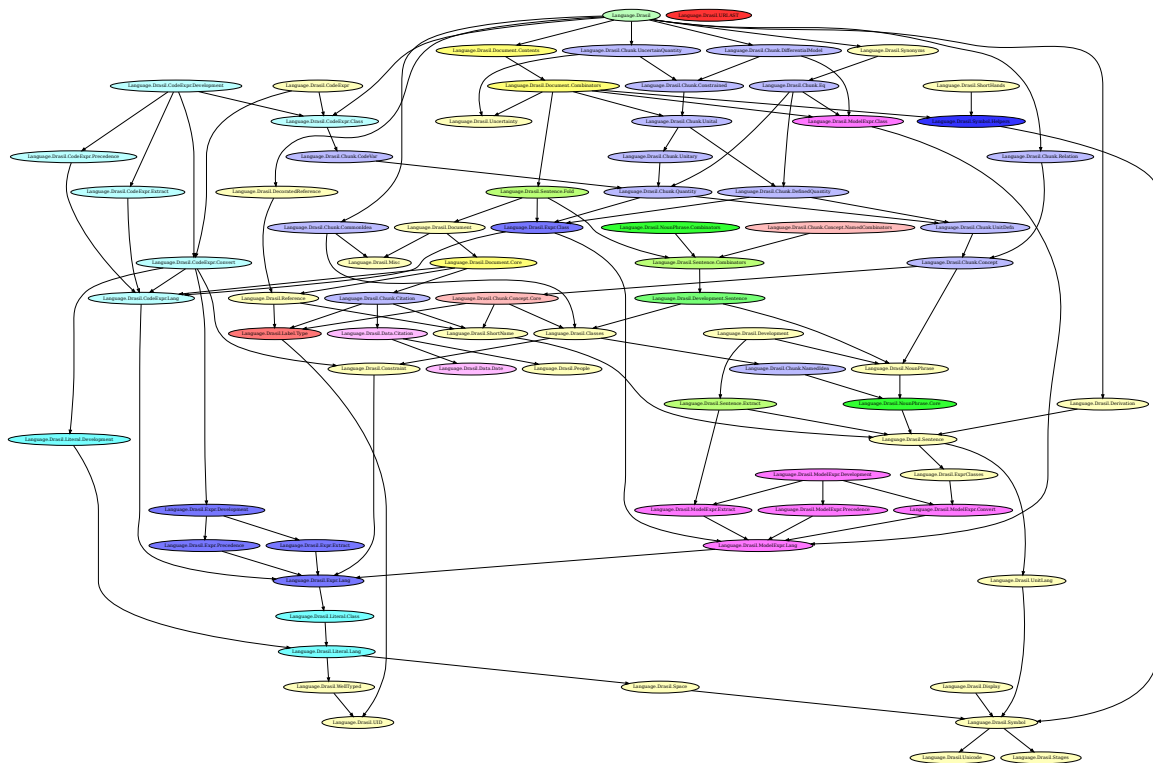 Language.Drasil
Language.Drasil.URI.AST
Language.Drasil.Document.Contents
Language.Drasil.Chunk.UncertainQuantity
Language.Drasil.Chunk.DifferentialModel
Language.Drasil.Synonyms
Language.Drasil.CodeExpr.Development
Language.Drasil.CodeExpr
Language.Drasil.Document.Combinators
Language.Drasil.Chunk.Constrained
Language.Drasil.Chunk.Eq
Language.Drasil.ShortHands
Language.Drasil.CodeExpr.Class
Language.Drasil.Uncertainty
Language.Drasil.Chunk.Unital
Language.Drasil.ModelExpr.Class
Language.Drasil.Symbol.Helpers
Language.Drasil.CodeExpr.Precedence
Language.Drasil.Chunk.CodeVar
Language.Drasil.Chunk.Unitary
Language.Drasil.Chunk.Relation
Language.Drasil.CodeExpr.Extract
Language.Drasil.DecoratedReference
Language.Drasil.Sentence.Fold
Language.Drasil.Chunk.Quantity
Language.Drasil.Chunk.DefinedQuantity
Language.Drasil.Chunk.CommonIdea
Language.Drasil.Document
Language.Drasil.Expr.Class
Language.Drasil.NounPhrase.Combinators
Language.Drasil.Chunk.Concept.NamedCombinators
Language.Drasil.Chunk.UnitDefn
Language.Drasil.CodeExpr.Convert
Language.Drasil.Misc
Language.Drasil.Document.Core
Language.Drasil.Sentence.Combinators
Language.Drasil.Chunk.Concept
Language.Drasil.CodeExpr.Lang
Language.Drasil.Reference
Language.Drasil.Chunk.Citation
Language.Drasil.Chunk.Concept.Core
Language.Drasil.Development.Sentence
Language.Drasil.Label.Type
Language.Drasil.Data.Citation
Language.Drasil.ShortName
Language.Drasil.Classes
Language.Drasil.Development
Language.Drasil.Constraint
Language.Drasil.Data.Date
Language.Drasil.People
Language.Drasil.Chunk.NamedIdea
Language.Drasil.NounPhrase
Language.Drasil.Sentence.Extract
Language.Drasil.NounPhrase.Core
Language.Drasil.Derivation
Language.Drasil.Literal.Development
Language.Drasil.Sentence
Language.Drasil.ModelExpr.Development
Language.Drasil.ExprClasses
Language.Drasil.Expr.Development
Language.Drasil.ModelExpr.Extract
Language.Drasil.ModelExpr.Precedence
Language.Drasil.ModelExpr.Convert
Language.Drasil.Expr.Precedence
Language.Drasil.Expr.Extract
Language.Drasil.ModelExpr.Lang
Language.Drasil.Expr.Lang
Language.Drasil.UnitLang
Language.Drasil.Literal.Class
Language.Drasil.Literal.Lang
Language.Drasil.WellTyped
Language.Drasil.Space
Language.Drasil.Display
Language.Drasil.UID
Language.Drasil.Symbol
Language.Drasil.Unicode
Language.Drasil.Stages